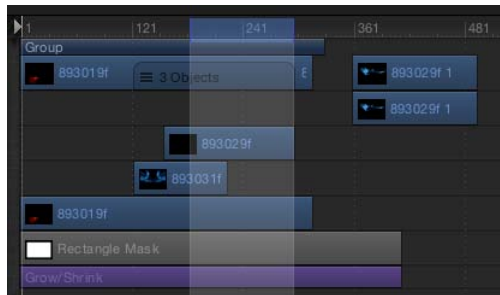 1 121 241 361 481
Group
893019f 3 Objects 893029f 1
893029f 1
893029f
893031f
893019f
Rectangle Mask
Grow/Shrink